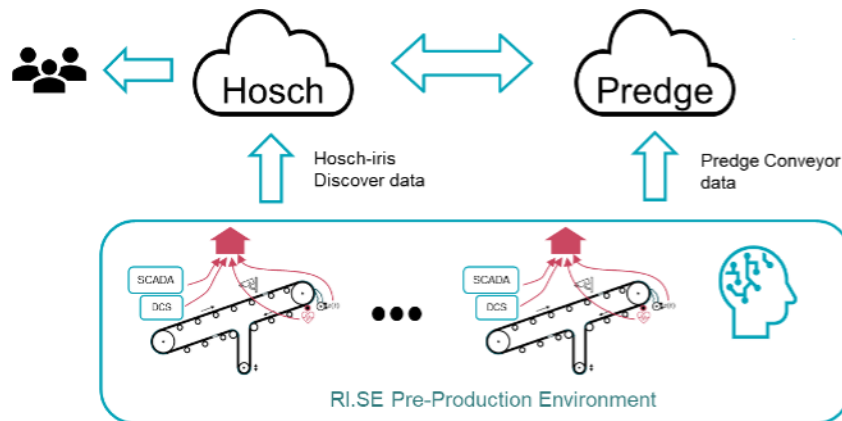 Hosch
Predge
Hosch-iris
Discover data
Predge Conveyor
data
SCADA
DCS
SCADA
DCS
RI.SE Pre-Production Environment